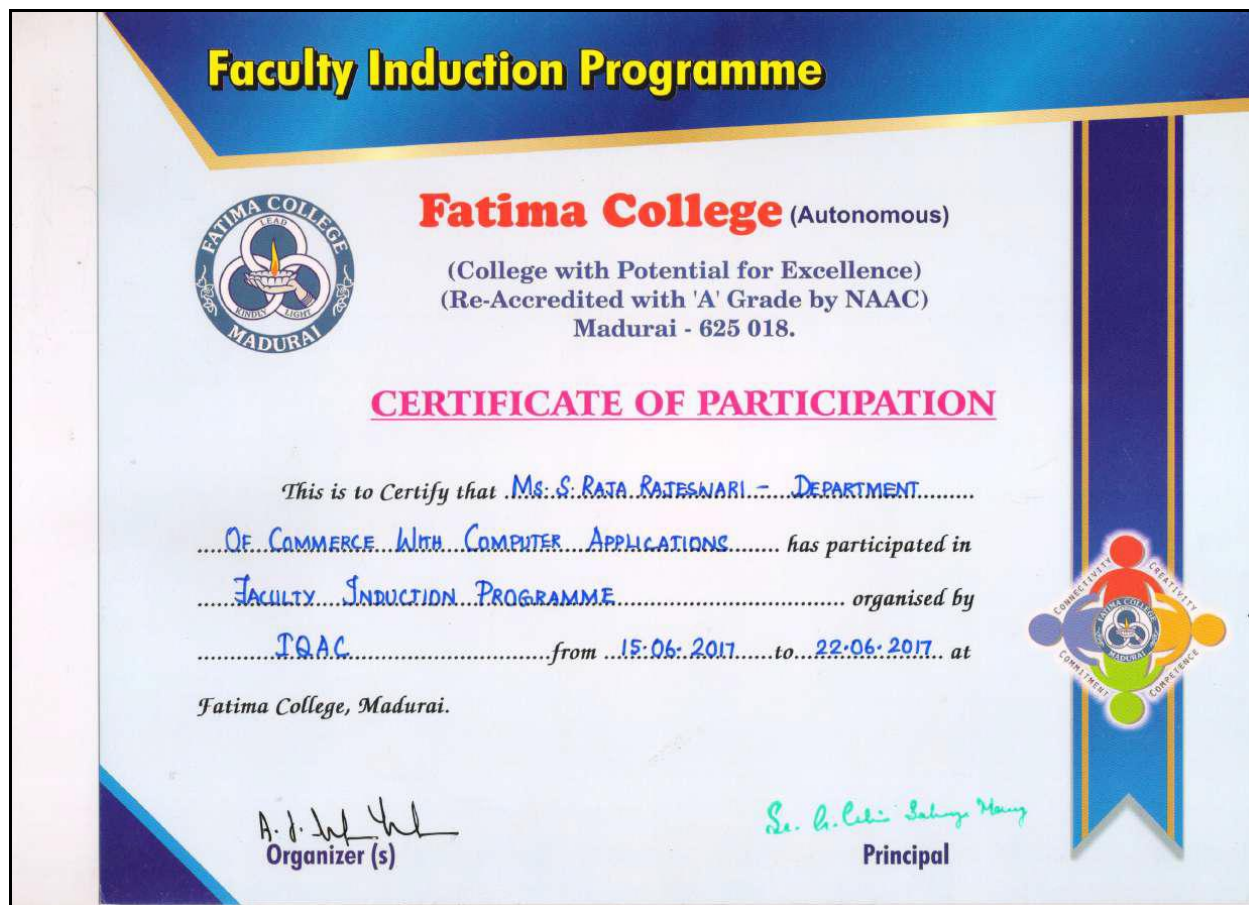 Faculty Induction Programme
FATIMA COLLEGE
LEAD
KINDLY LIGHT
MADURAI
Fatima College (Autonomous)
(College with Potential for Excellence)
(Re-Accredited with 'A' Grade by NAAC)
Madurai - 625 018.
CERTIFICATE OF PARTICIPATION
This is to Certify that Ms. S. RAJA RAJESWARI - DEPARTMENT
OF COMMERCE WITH COMPUTER APPLICATIONS has participated in
FACULTY INDUCTION PROGRAMME organised by
IQAC from 15.06.2017 to 22.06.2017 at
Fatima College, Madurai.
CONNECTIVITY
CREATIVITY
FATIMA COLLEGE
MADURAI
COMMITMENT
COMPETENCE
A. J.
Organizer (s)
Principal